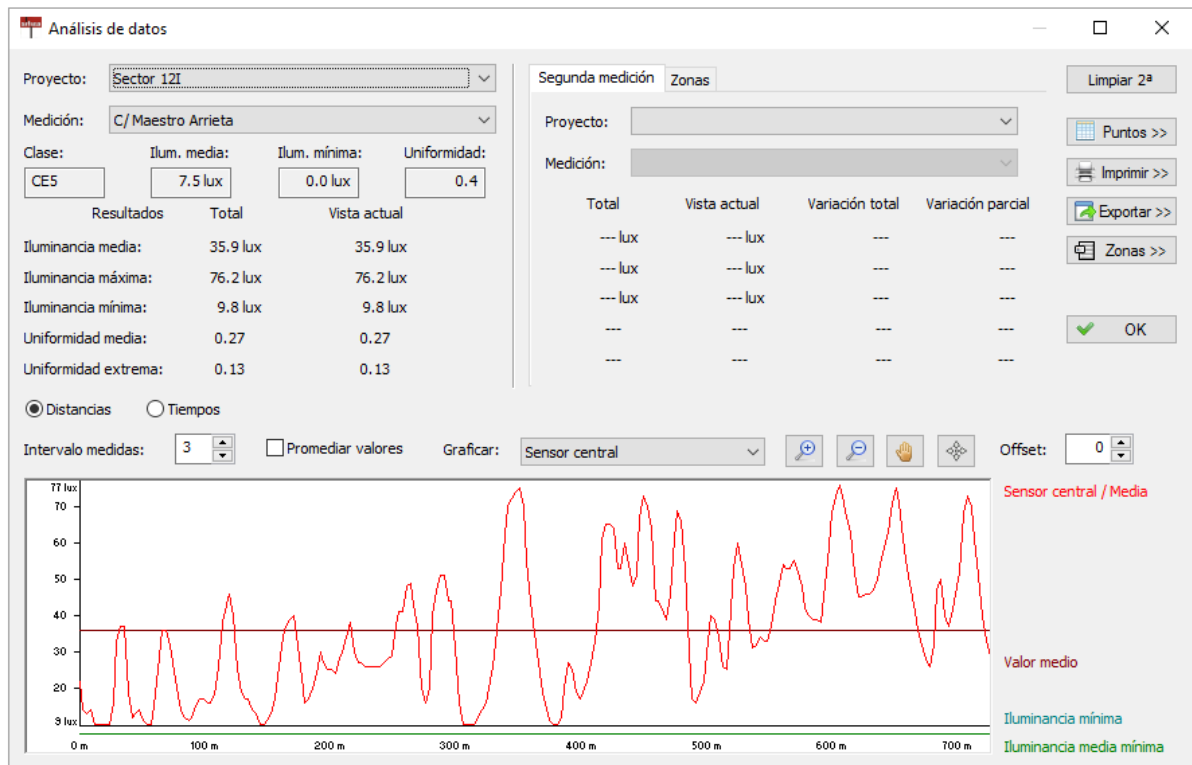 Análisis de datos
Proyecto: Sector 12I
Medición: C/ Maestro Arrieta
Clase: Ilum. media: Ilum. mínima: Uniformidad:
CE5 7.5 lux 0.0 lux 0.4
Resultados Total Vista actual
Iluminancia media: 35.9 lux 35.9 lux
Iluminancia máxima: 76.2 lux 76.2 lux
Iluminancia mínima: 9.8 lux 9.8 lux
Uniformidad media: 0.27 0.27
Uniformidad extrema: 0.13 0.13
Segunda medición Zonas
Proyecto:
Medición:
Total Vista actual Variación total Variación parcial
--- lux --- lux --- ---
--- lux --- lux --- ---
--- lux --- lux --- ---
--- --- --- ---
--- --- --- ---
Limpiar 2ª
Puntos >>
Imprimir >>
Exportar >>
Zonas >>
OK
Distancias Tiempos
Intervalo medidas: 3 Promediar valores Graficar: Sensor central Offset: 0
77 lux
70
60
50
40
30
20
9 lux
0 m 100 m 200 m 300 m 400 m 500 m 600 m 700 m
Sensor central / Media
Valor medio
Iluminancia mínima
Iluminancia media mínima